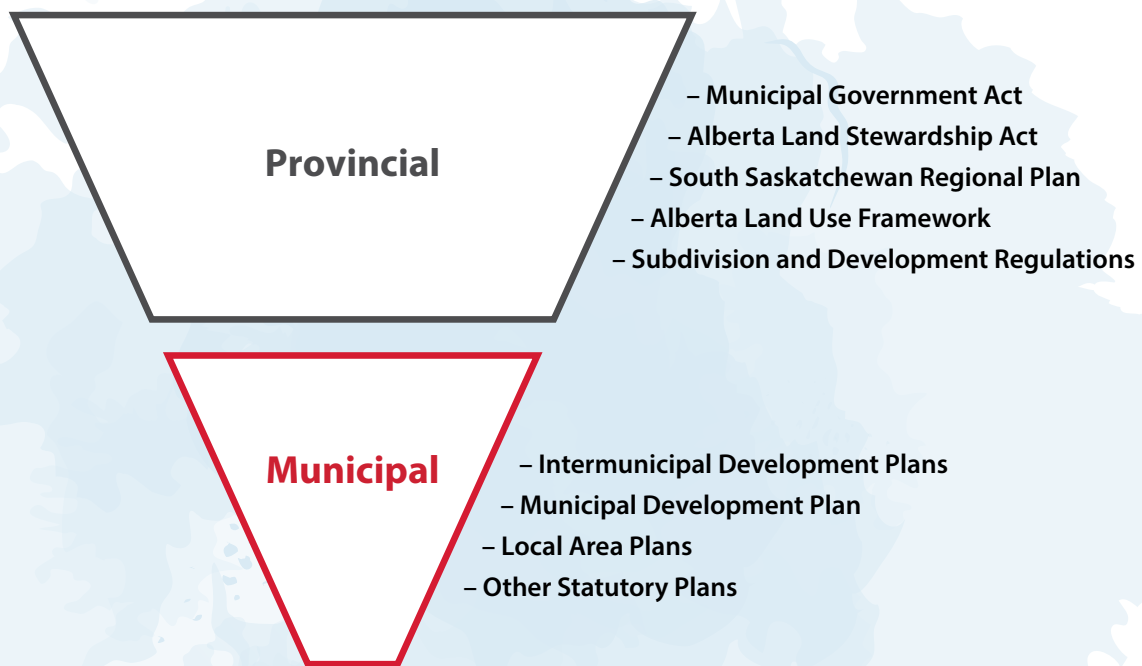 Provincial
– Municipal Government Act
– Alberta Land Stewardship Act
– South Saskatchewan Regional Plan
– Alberta Land Use Framework
– Subdivision and Development Regulations
Municipal
– Intermunicipal Development Plans
– Municipal Development Plan
– Local Area Plans
– Other Statutory Plans